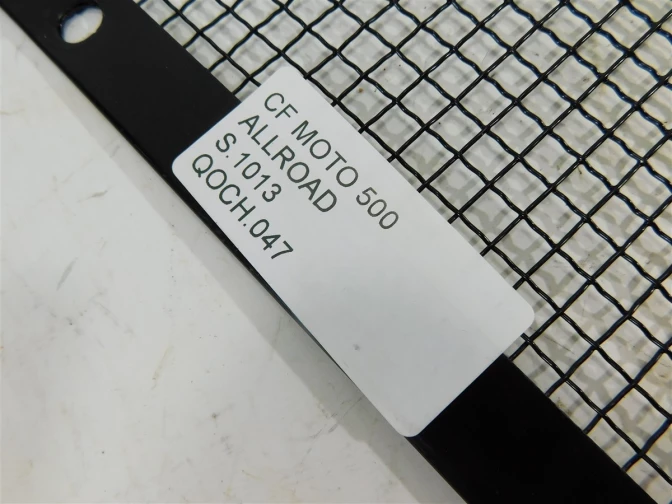 CF MOTO 500
ALLROAD
S.1013
QOCH.047